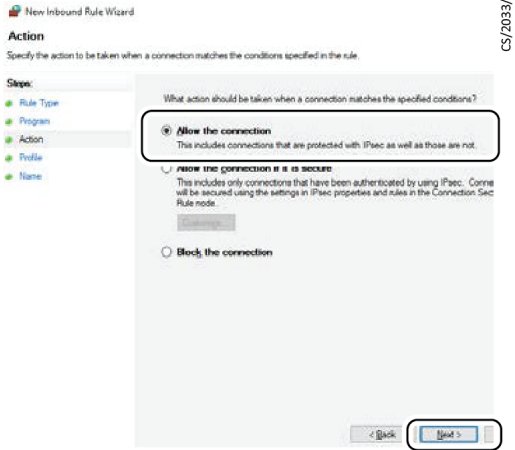 New Inbound Rule Wizard
CS/2033/
Action
Specify the action to be taken when a connection matches the conditions specified in the rule.
Steps:
Rule Type
Program
Action
Profile
Name
What action should be taken when a connection matches the specified conditions?
Allow the connection
This includes connections that are protected with IPsec as well as those are not.
Allow the connection if it is secure
This includes only connections that have been authenticated by using IPsec. Conne
will be secured using the settings in IPsec properties and rules in the Connection Sec
Rule node.
Customize...
Block the connection
< Back
Next >